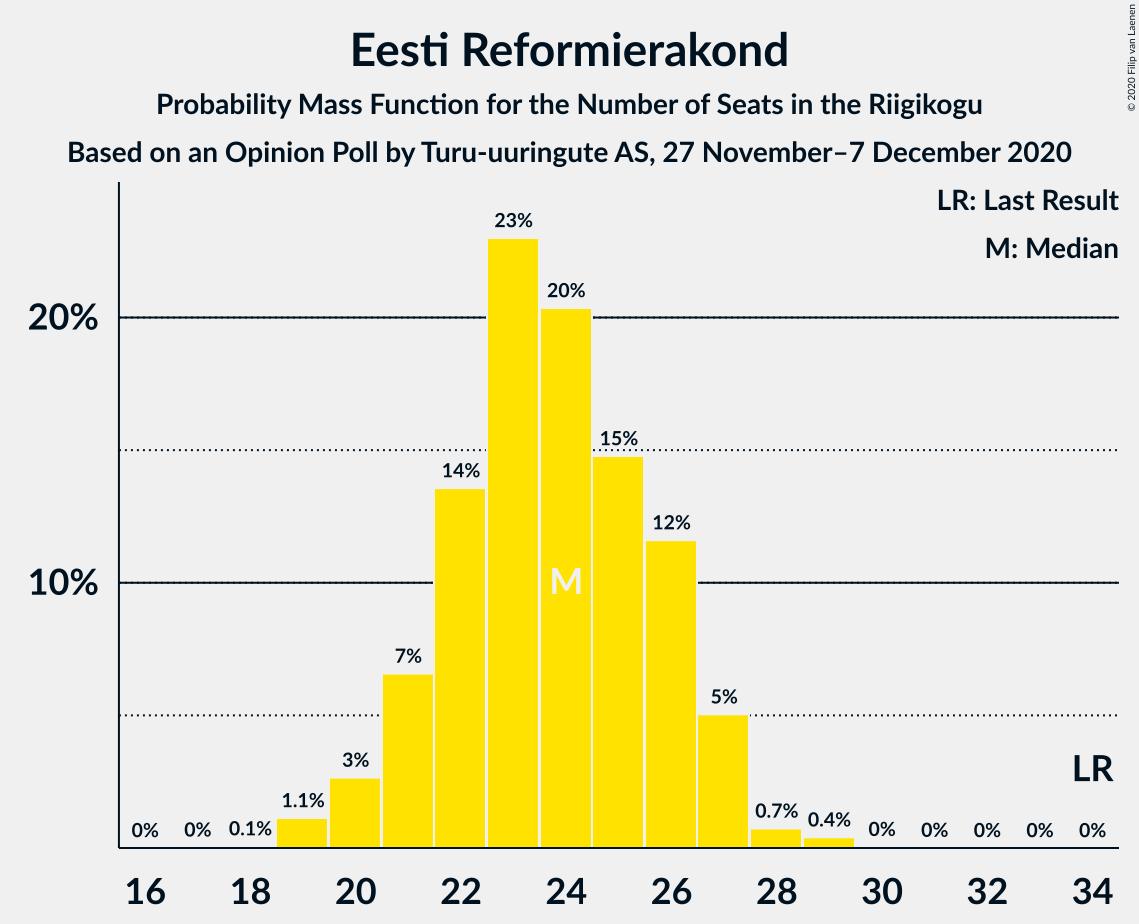 Eesti Reformierakond
Probability Mass Function for the Number of Seats in the Riigikogu
Based on an Opinion Poll by Turu-uuringute AS, 27 November–7 December 2020
© 2020 Filip van Laenen
LR: Last Result
M: Median
20%
10%
0%
0%
0.1%
1.1%
3%
7%
14%
23%
20%
15%
12%
5%
0.7%
0.4%
0%
0%
0%
0%
0%
M
LR
16 18 20 22 24 26 28 30 32 34